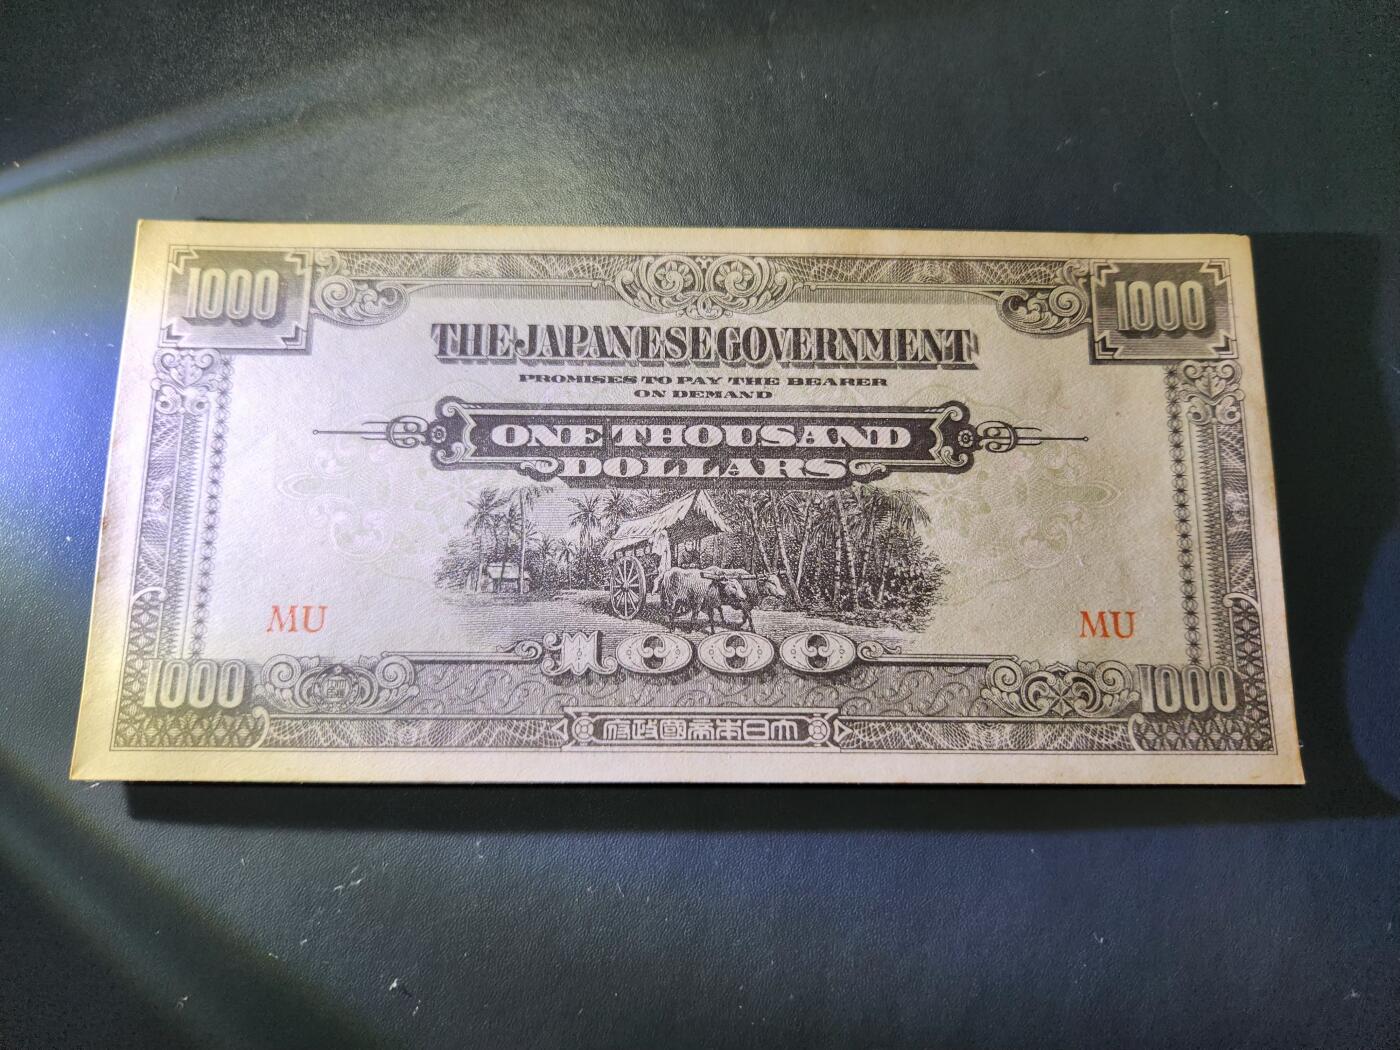 1000 1000
THE JAPANESE GOVERNMENT
PROMISES TO PAY THE BEARER
ON DEMAND
ONE THOUSAND
DOLLARS
MU MU
1000
1000 1000
府政國帝本日大